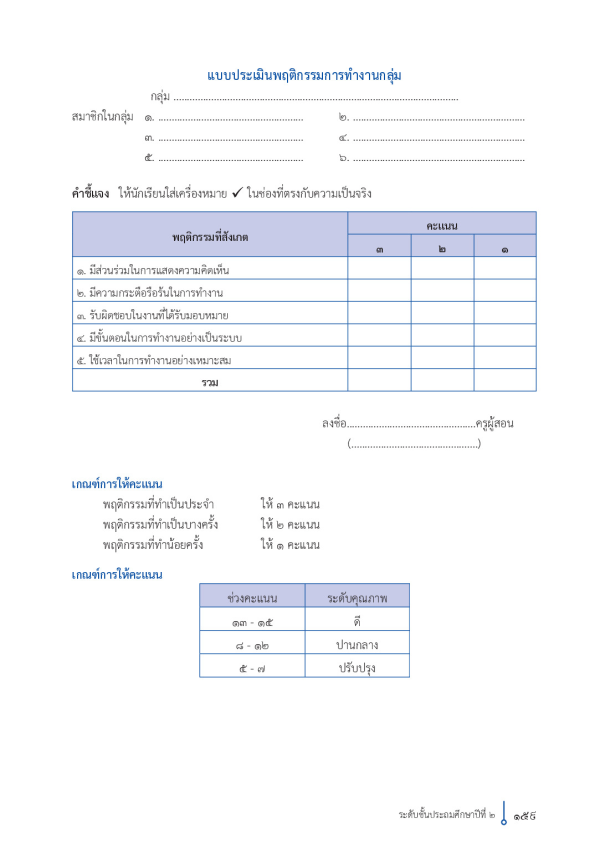 แบบประเมินพฤติกรรมการทำงานกลุ่ม
กลุ่ม ..........................................................................................................
สมาชิกในกลุ่ม ๑. ...................................................... ๒. ................................................................
๓. ...................................................... ๔. ................................................................
๕. ...................................................... ๖. ................................................................
คำชี้แจง ให้นักเรียนใส่เครื่องหมาย ✓ ในช่องที่ตรงกับความเป็นจริง
พฤติกรรมที่สังเกต คะแนน
๓ ๒ ๑
๑. มีส่วนร่วมในการแสดงความคิดเห็น
๒. มีความกระตือรือร้นในการทำงาน
๓. รับผิดชอบในงานที่ได้รับมอบหมาย
๔. มีขั้นตอนในการทำงานอย่างเป็นระบบ
๕. ใช้เวลาในการทำงานอย่างเหมาะสม
รวม
ลงชื่อ................................................ครูผู้สอน
(...............................................)
เกณฑ์การให้คะแนน
พฤติกรรมที่ทำเป็นประจำ ให้ ๓ คะแนน
พฤติกรรมที่ทำเป็นบางครั้ง ให้ ๒ คะแนน
พฤติกรรมที่ทำน้อยครั้ง ให้ ๑ คะแนน
เกณฑ์การให้คะแนน
ช่วงคะแนน ระดับคุณภาพ
๑๓ - ๑๕ ดี
๘ - ๑๒ ปานกลาง
๕ - ๗ ปรับปรุง
ระดับชั้นประถมศึกษาปีที่ ๒ ๑๕๙